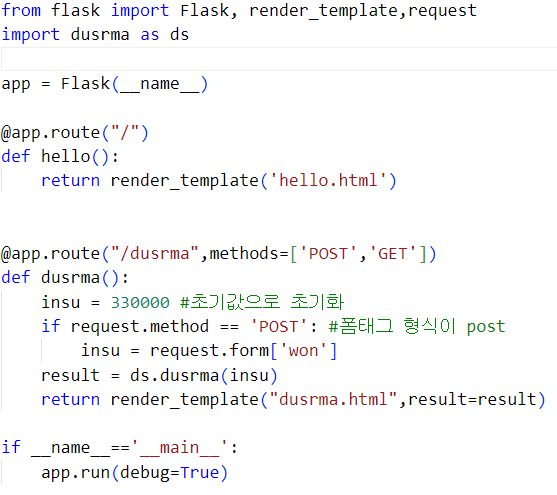 from flask import Flask, render_template,request
import dusrma as ds
app = Flask(__name__)
@app.route("/")
def hello():
    return render_template('hello.html')
@app.route("/dusrma",methods=['POST','GET'])
def dusrma():
    insu = 330000 #초기값으로 초기화
    if request.method == 'POST': #폼태그 형식이 post
        insu = request.form['won']
    result = ds.dusrma(insu)
    return render_template("dusrma.html",result=result)
if __name__=='__main__':
    app.run(debug=True)